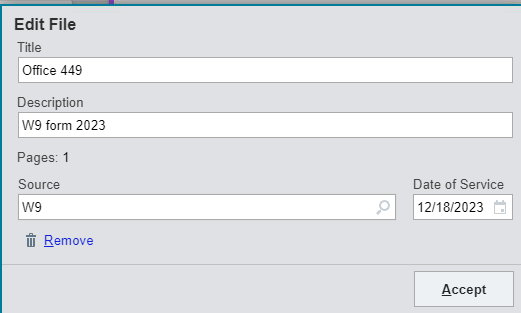 Edit File
Title
Office 449
Description
W9 form 2023
Pages: 1
Source Date of Service
W9 12/18/2023
Remove
Accept